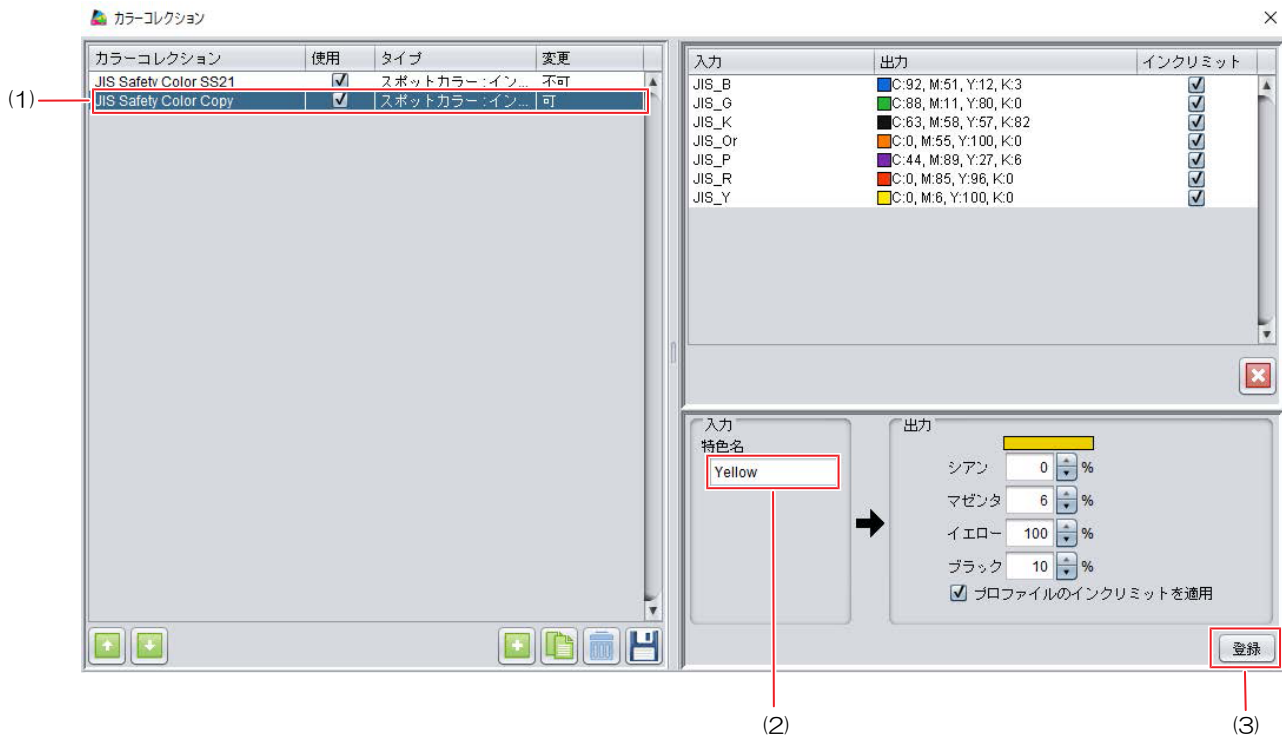 カラーコレクション
カラーコレクション 使用 タイプ 変更
JIS Safety Color SS21 スポットカラー:イン... 不可
JIS Safety Color Copy スポットカラー:イン... 可
入力 出力 インクリミット
JIS_B C:92, M:51, Y:12, K:3
JIS_G C:88, M:11, Y:80, K:0
JIS_K C:63, M:58, Y:57, K:82
JIS_Or C:0, M:55, Y:100, K:0
JIS_P C:44, M:89, Y:27, K:6
JIS_R C:0, M:85, Y:96, K:0
JIS_Y C:0, M:6, Y:100, K:0
入力
特色名
Yellow
出力
シアン 0 %
マゼンタ 6 %
イエロー 100 %
ブラック 10 %
プロファイルのインクリミットを適用
登録
(1)
(2)
(3)